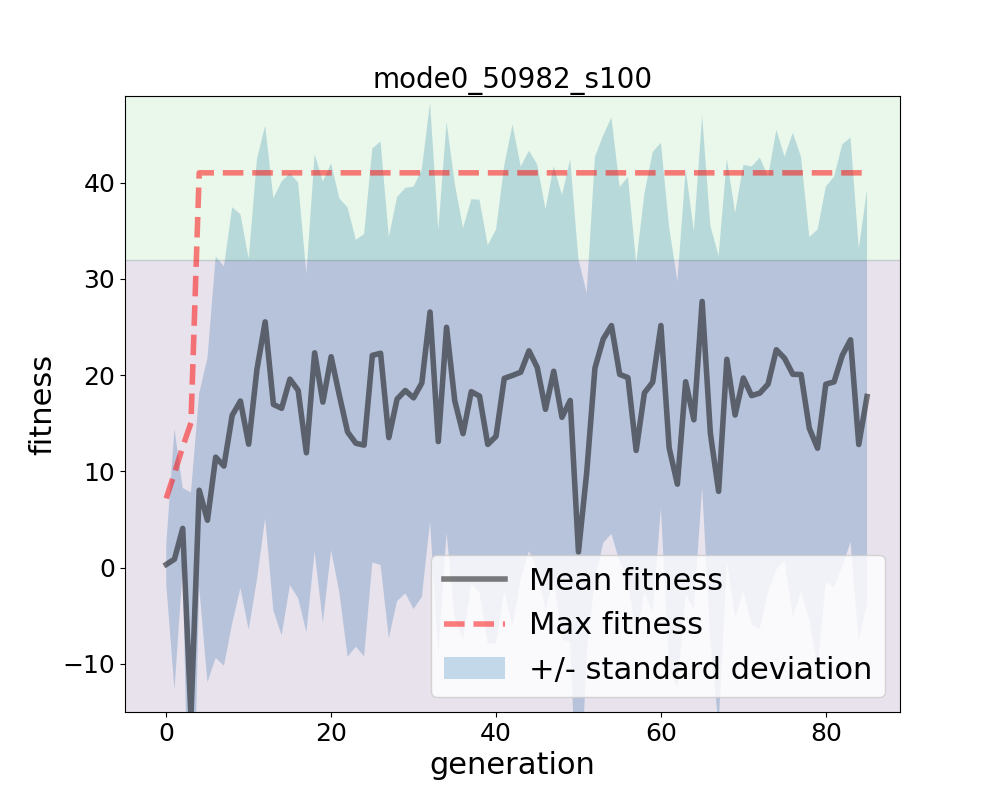 mode0_50982_s100
fitness
40
30
20
10
0
−10
0
20
40
60
80
generation
Mean fitness
Max fitness
+/- standard deviation